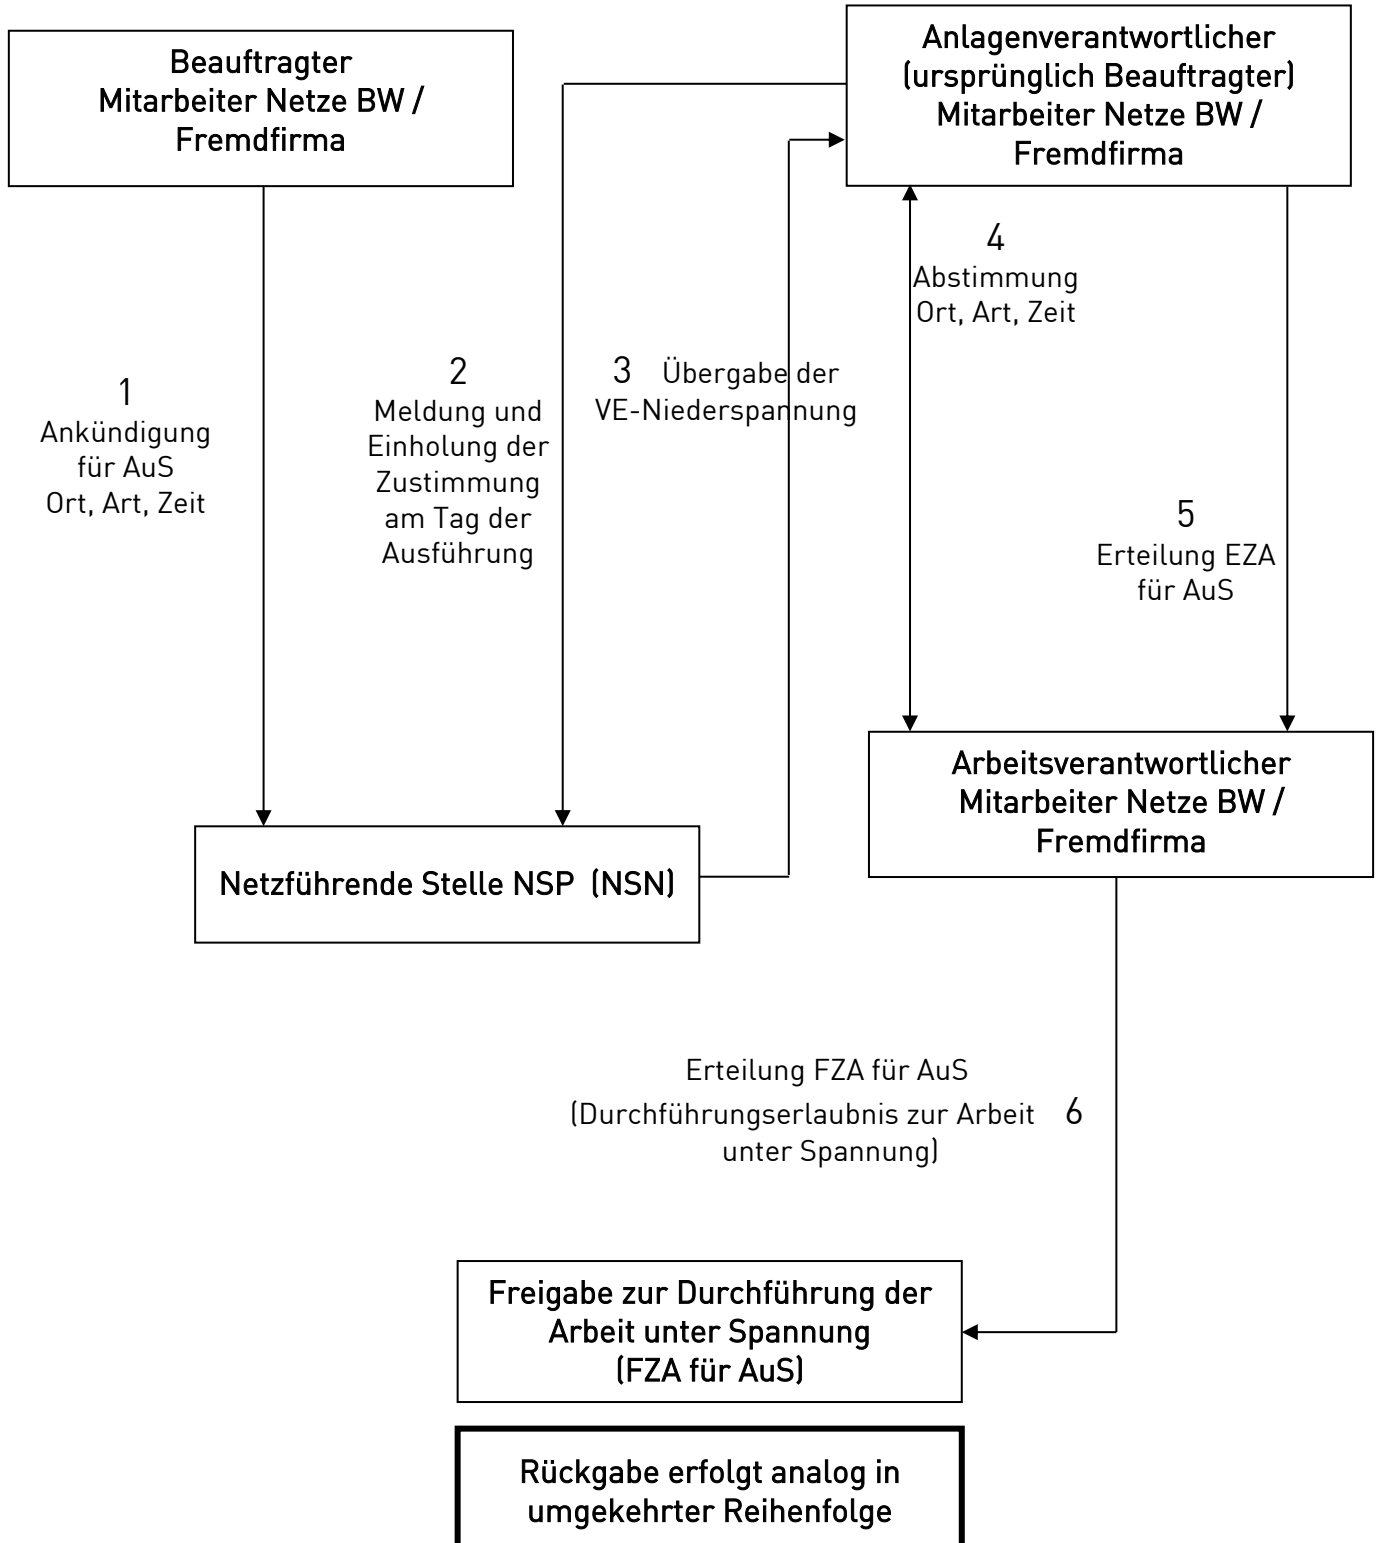 Beauftragter
Mitarbeiter Netze BW /
Fremdfirma
Anlagenverantwortlicher
(ursprünglich Beauftragter)
Mitarbeiter Netze BW /
Fremdfirma
1
Ankündigung
für AuS
Ort, Art, Zeit
2
Meldung und
Einholung der
Zustimmung
am Tag der
Ausführung
3 Übergabe der
VE-Niederspannung
4
Abstimmung
Ort, Art, Zeit
5
Erteilung EZA
für AuS
Netzführende Stelle NSP (NSN)
Arbeitsverantwortlicher
Mitarbeiter Netze BW /
Fremdfirma
Erteilung FZA für AuS
(Durchführungserlaubnis zur Arbeit 6
unter Spannung)
Freigabe zur Durchführung der
Arbeit unter Spannung
(FZA für AuS)
Rückgabe erfolgt analog in
umgekehrter Reihenfolge